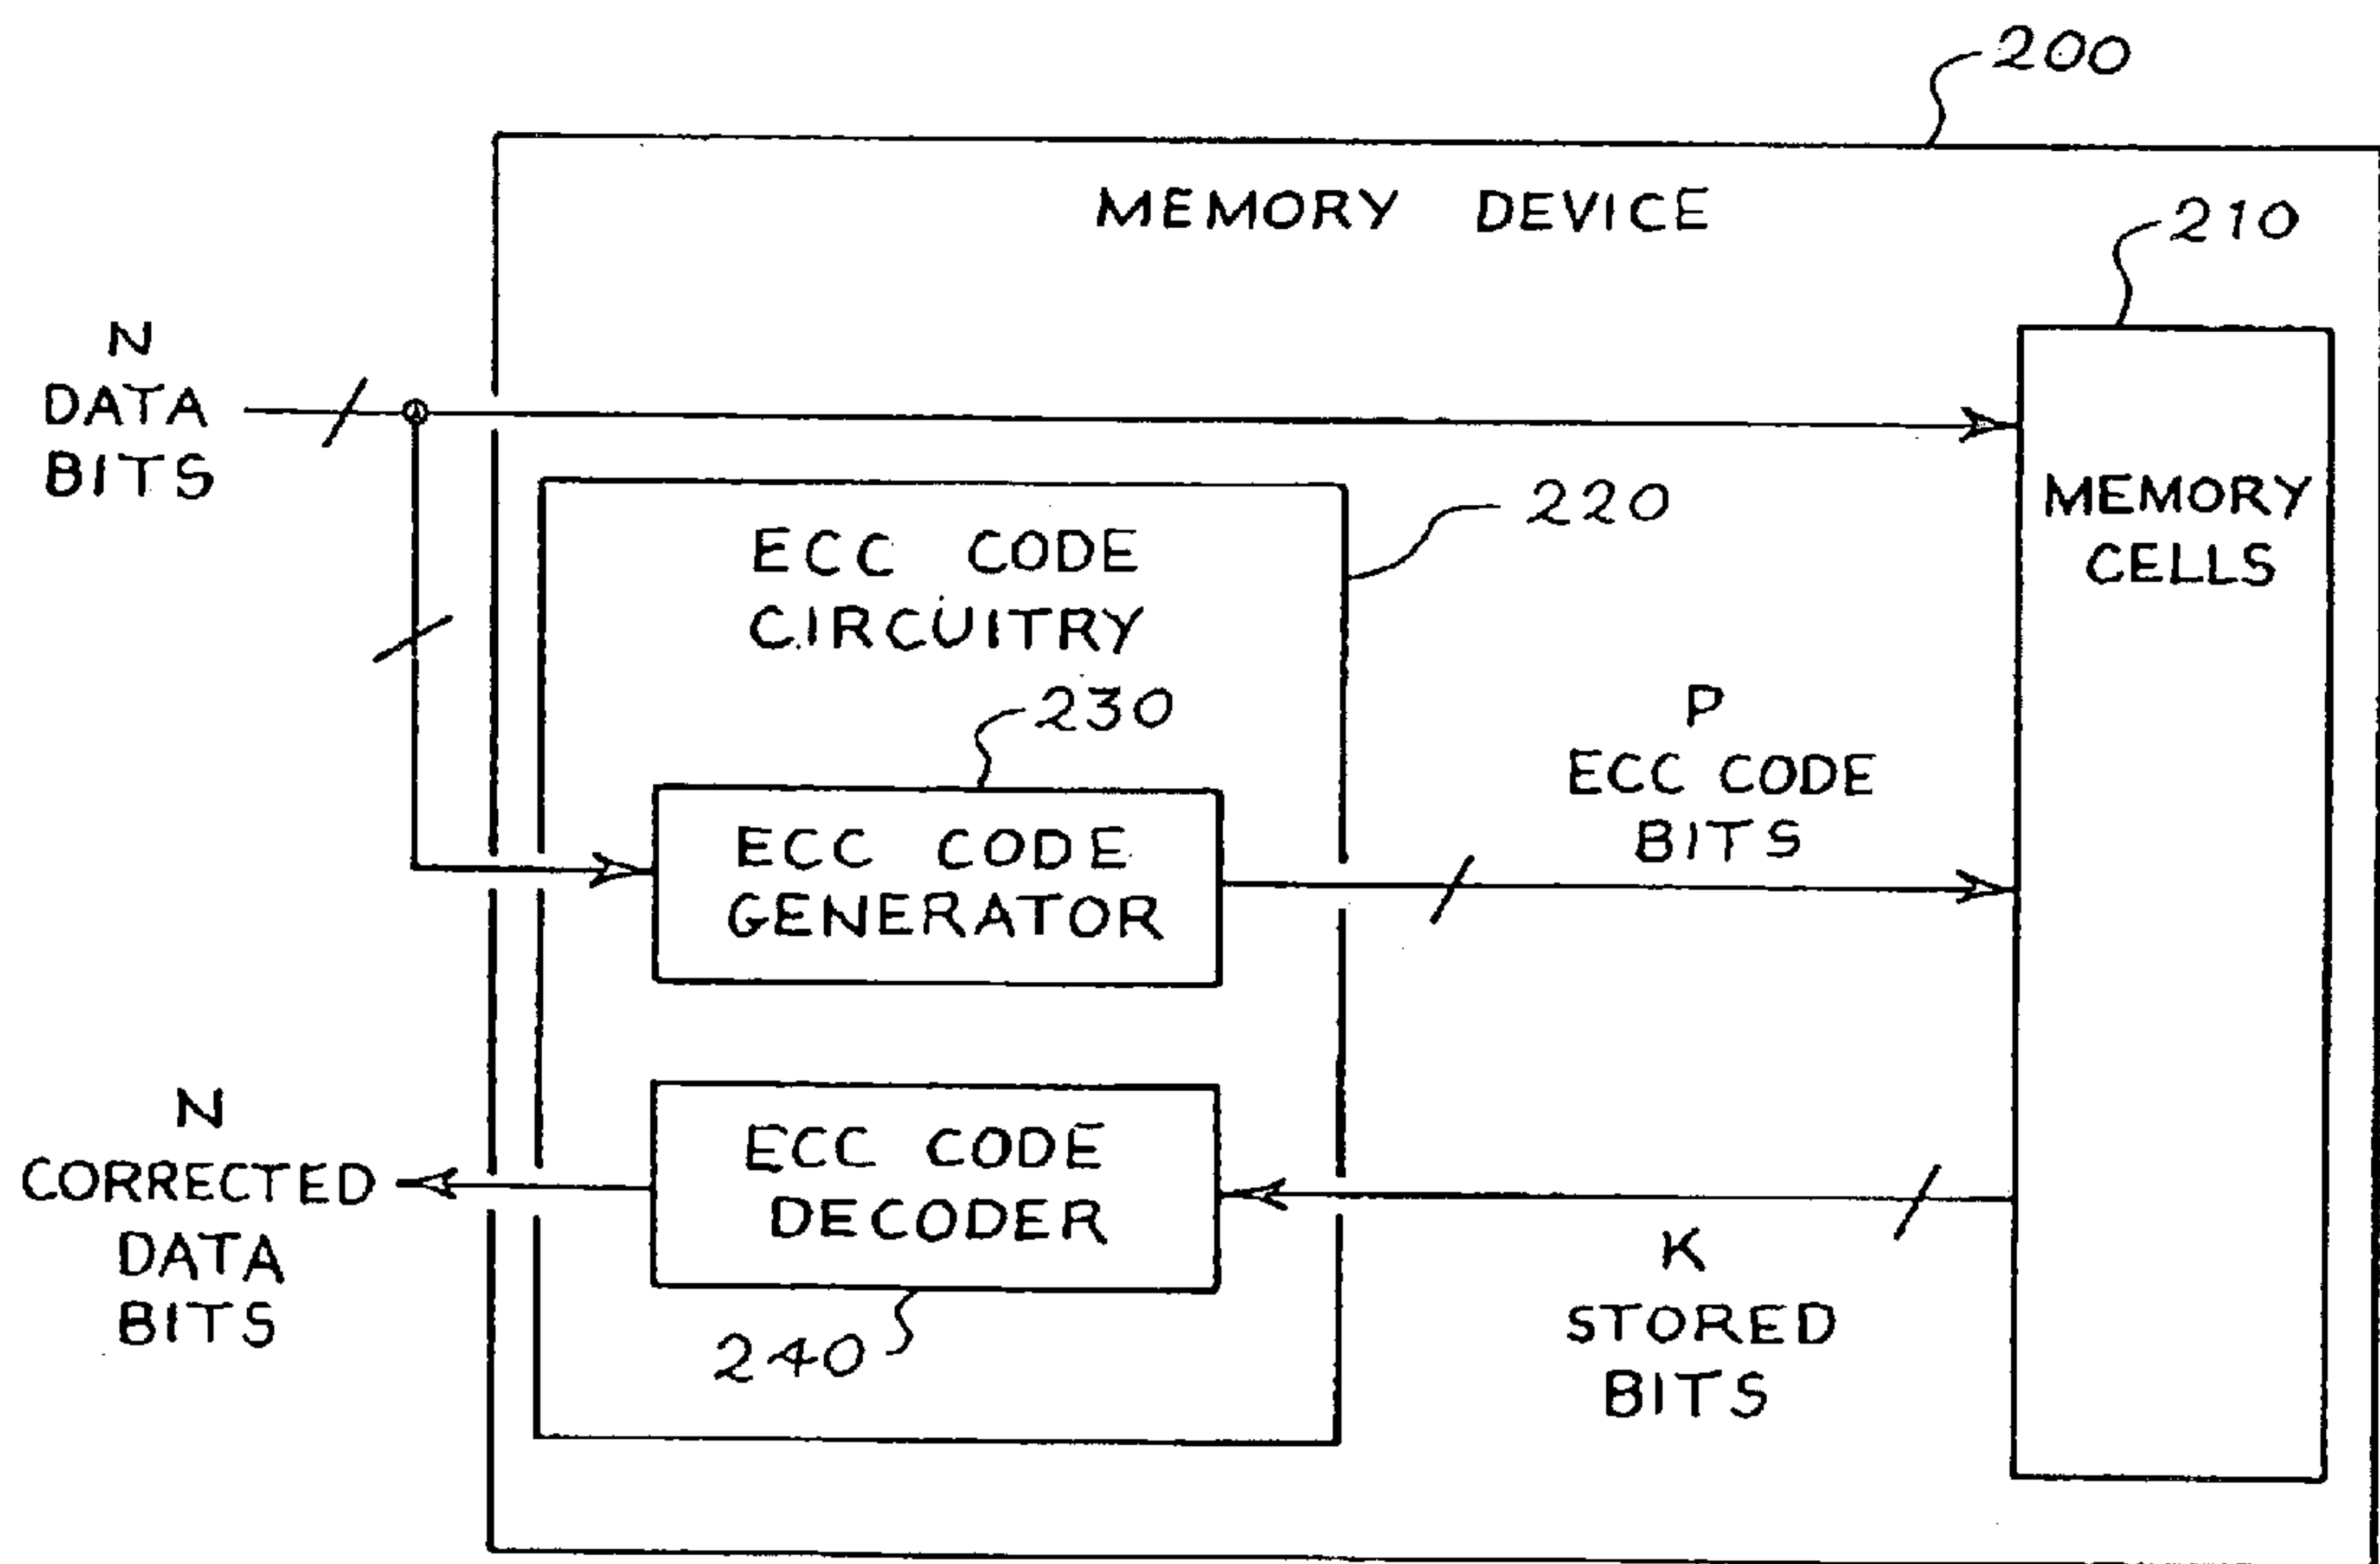 200
MEMORY DEVICE
210
N
DATA
BITS
MEMORY
CELLS
220
ECC CODE
CIRCUITRY
230
P
ECC CODE
BITS
ECC CODE
GENERATOR
N
CORRECTED
DATA
BITS
ECC CODE
DECODER
240
K
STORED
BITS